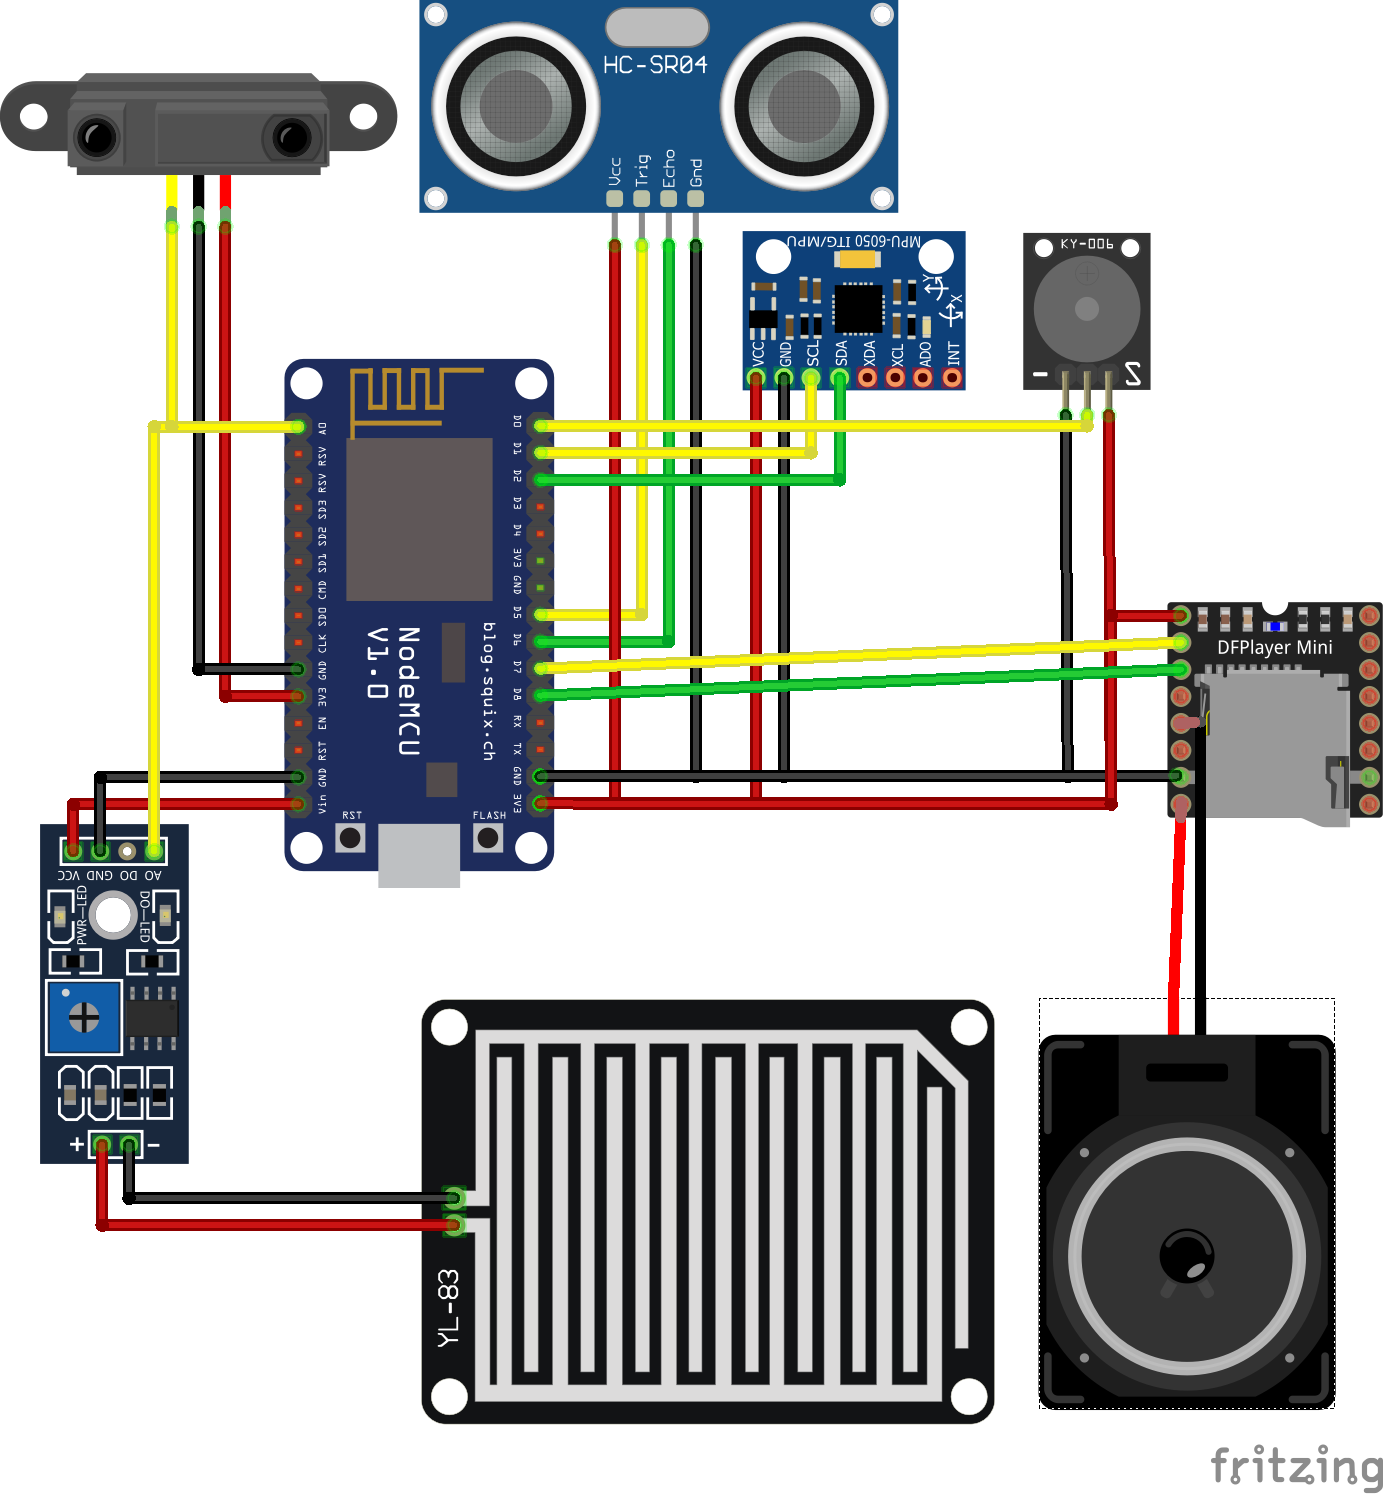 HC-SR04
Vcc
Trig
Echo
Gnd
MPU-6050 ITG/MPU
Y
X
VCC
GND
SCL
SDA
XDA
XCL
ADO
INT
KY-006
-
S
A0
RSV
RSV
SD3
SD2
SD1
CMD
SD0
CLK
GND
3V3
EN
RST
GND
Vin
D0
D1
D2
D3
D4
3V3
GND
D5
D6
D7
D8
RX
TX
GND
3V3
NodeMCU
V1.0
blog.squix.ch
RST
FLASH
DFPlayer Mini
VCC
GND
DO
AO
PWR-LED
DO-LED
+
-
YL-83
fritzing